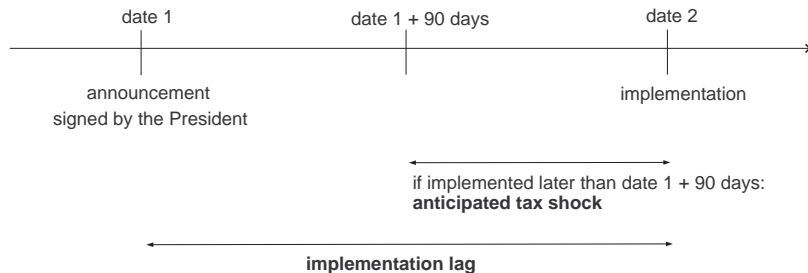 date 1
date 1 + 90 days
date 2
announcement
signed by the President
implementation
if implemented later than date 1 + 90 days:
anticipated tax shock
implementation lag